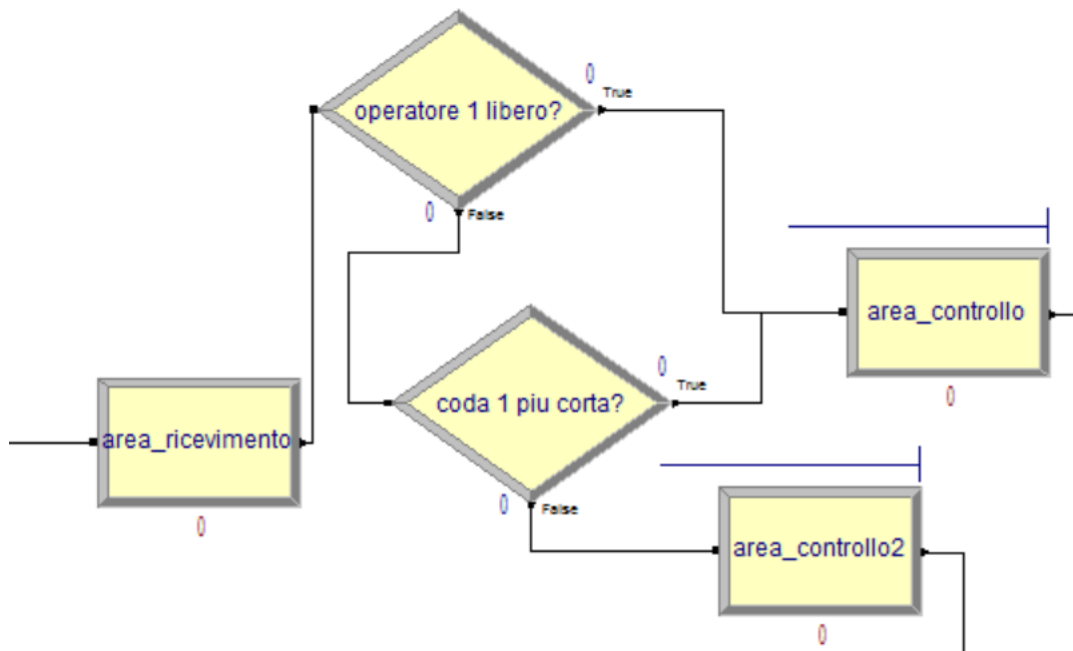 0
True
operatore 1 libero?
0
False
area_controllo
0
0
True
coda 1 piu corta?
area_ricevimento
0
0
False
area_controllo2
0